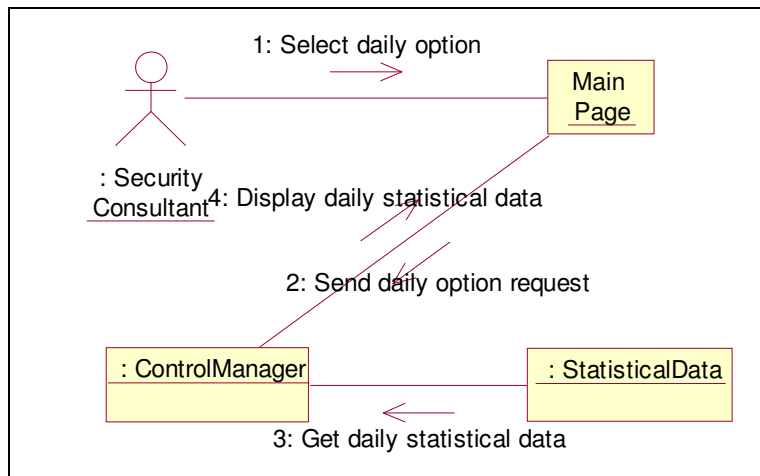 1: Select daily option
Main
Page
: Security
Consultant
4: Display daily statistical data
2: Send daily option request
: ControlManager
: StatisticalData
3: Get daily statistical data